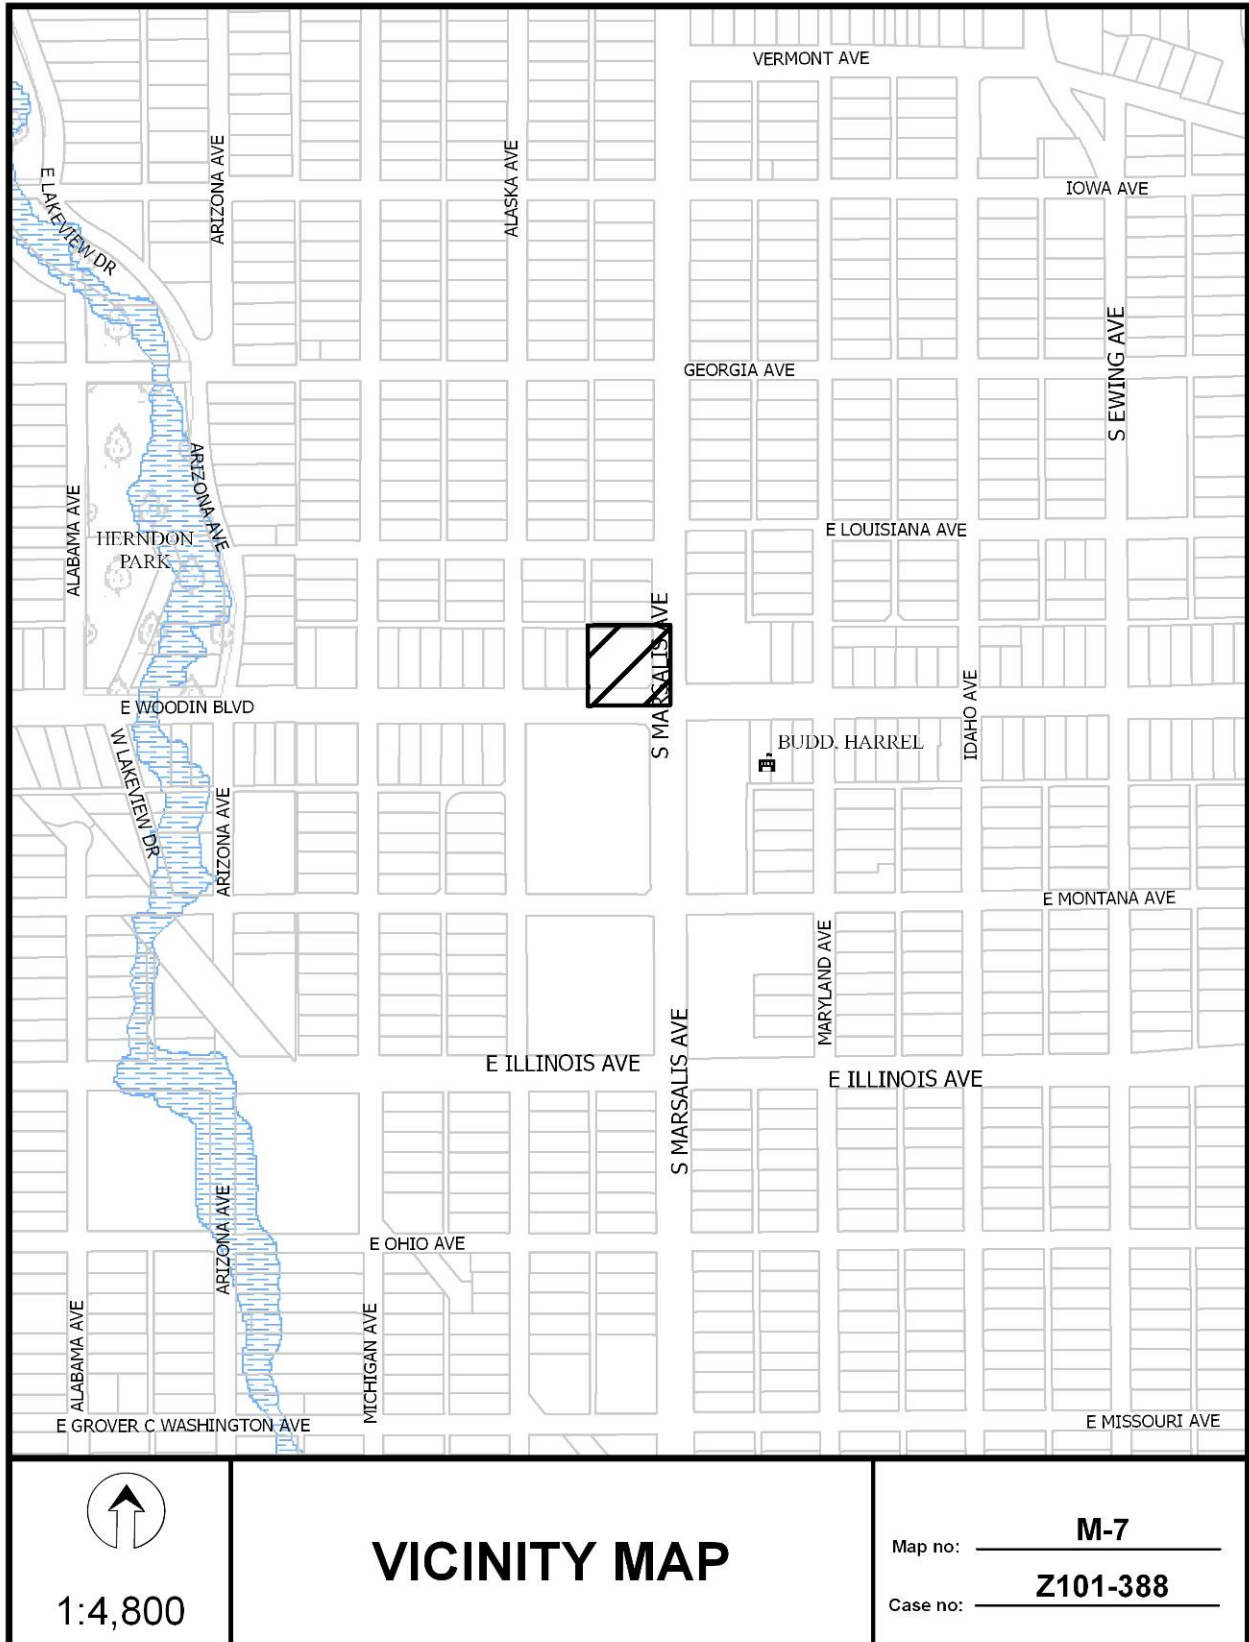 VERMONT AVE
ARIZONA AVE
ALASKA AVE
E LAKEVIEW DR
IOWA AVE
S EWING AVE
GEORGIA AVE
ARIZONA AVE
ALABAMA AVE
HERNDON
PARK
E LOUISIANA AVE
S MARSALIS AVE
E WOODIN BLVD
IDAHO AVE
W LAKEVIEW DR
BUDD. HARREL
ARIZONA AVE
E MONTANA AVE
MARYLAND AVE
S MARSALIS AVE
E ILLINOIS AVE
E ILLINOIS AVE
ARIZONA AVE
E OHIO AVE
ALABAMA AVE
MICHIGAN AVE
E GROVER C WASHINGTON AVE
E MISSOURI AVE
1:4,800
VICINITY MAP
Map no: M-7
Case no: Z101-388